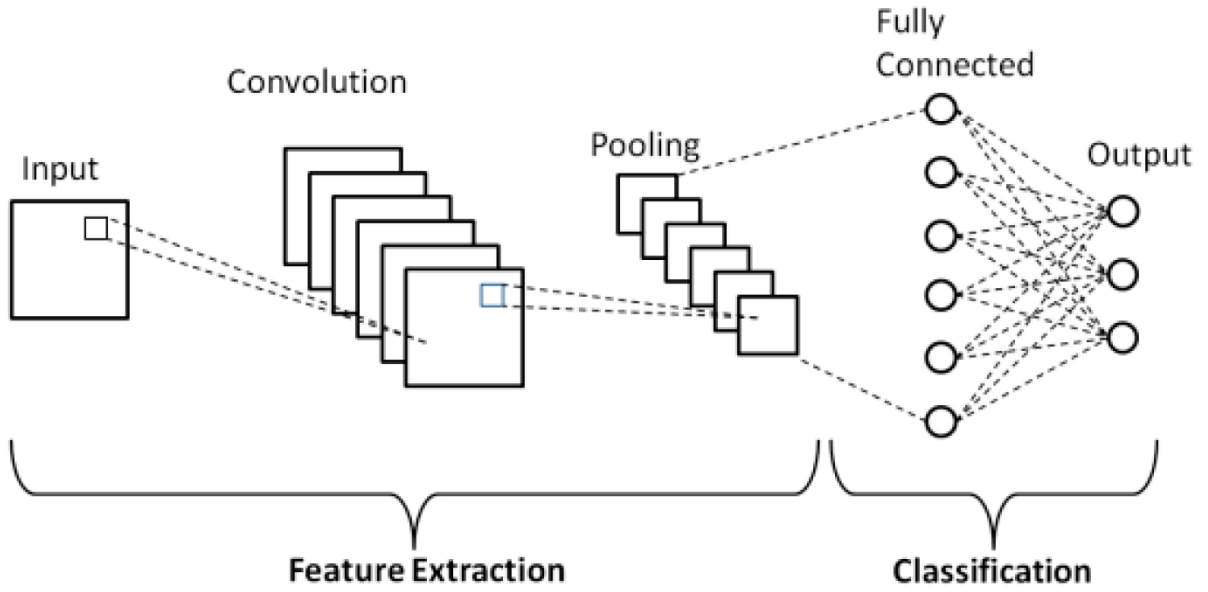 Input
Convolution
Pooling
Fully
Connected
Output
Feature Extraction
Classification